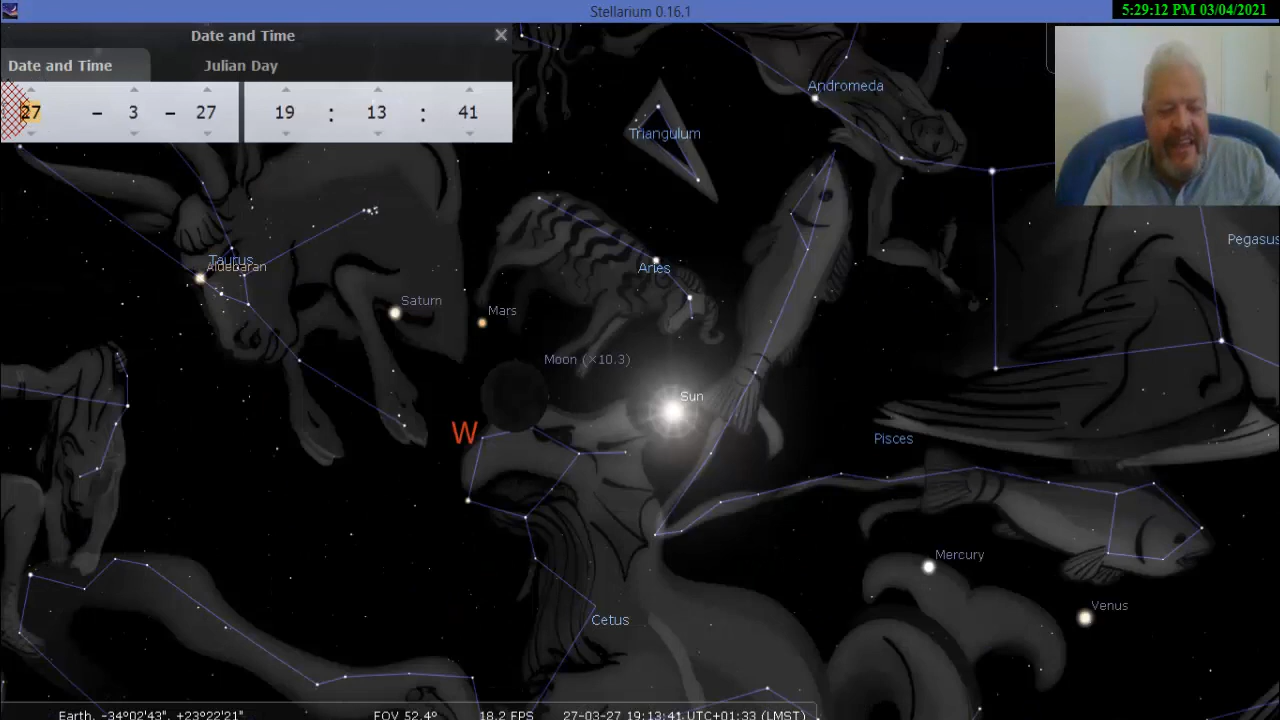 Stellarium 0.16.1
5:29:12 PM 03/04/2021
Date and Time
Date and Time
Julian Day
27 - 3 - 27 19 : 13 : 41
Andromeda
Triangulum
Pegasus
Taurus
Aldebaran
Aries
Saturn
Mars
Moon (×10.3)
Sun
W
Pisces
Mercury
Venus
Cetus
Earth, -34°02'43", +23°22'21"
FOV 52.4°
18.2 FPS
27-03-27 19:13:41 UTC+01:33 (LMST)